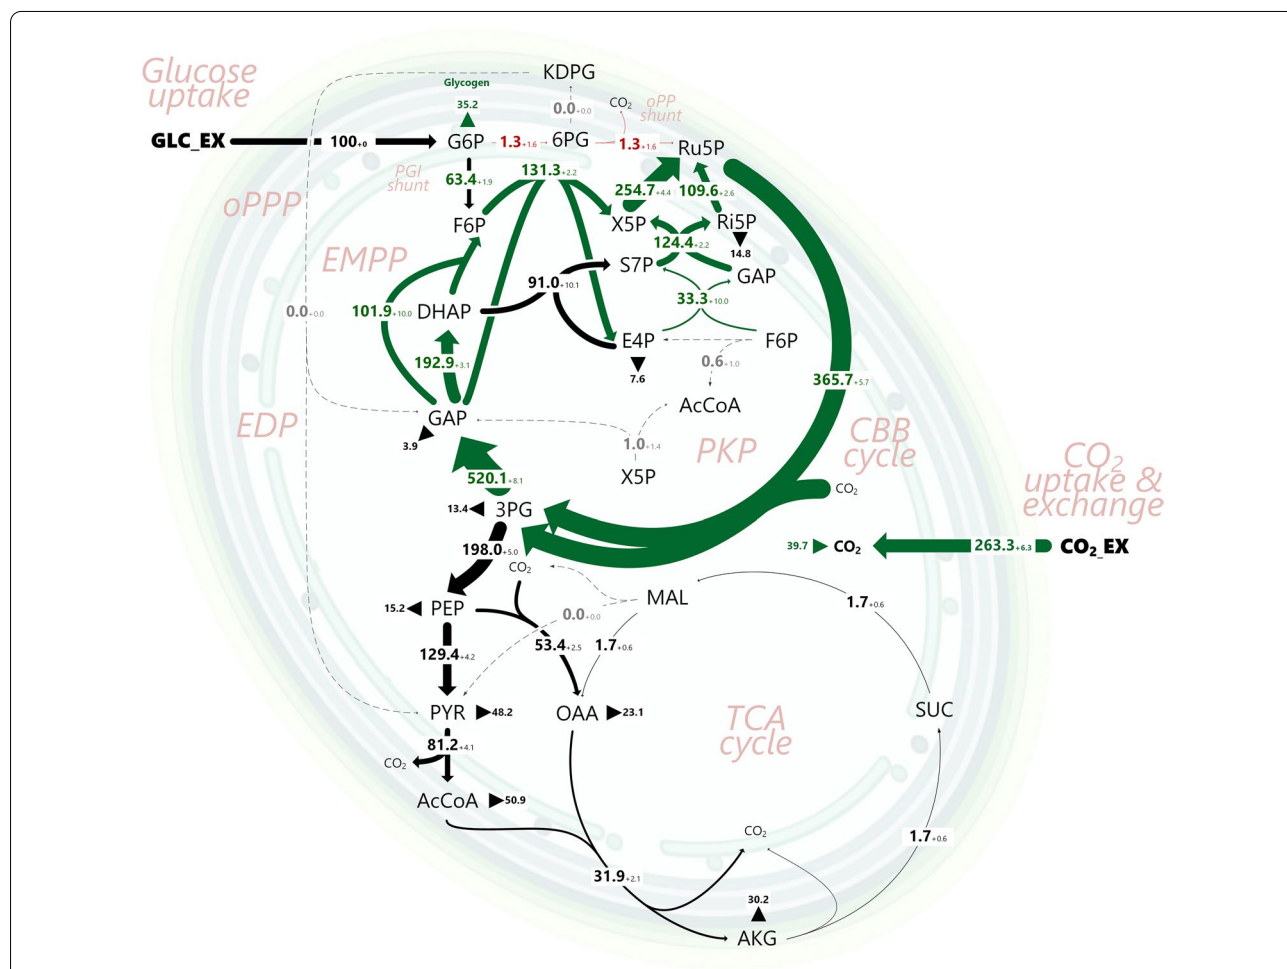 KDPG
Glucose
uptake
Glycogen
35.2
0.0±0.0
CO₂
oPP
shunt
GLC_EX
100±0
G6P
1.3±1.6
6PG
1.3±1.6
Ru5P
PGI
shunt
63.4±1.9
131.3±2.2
254.7±4.4
109.6±2.6
oPPP
F6P
X5P
Ri5P
124.4±2.2
14.8
EMPP
S7P
GAP
91.0±10.1
33.3±10.0
0.0±0.0
101.9±10.0
DHAP
E4P
F6P
192.9±3.1
0.6±1.0
7.6
365.7±5.7
AcCoA
GAP
3.9
EDP
1.0±1.4
PKP
CBB
cycle
CO₂
uptake &
exchange
520.1±8.1
X5P
CO₂
13.4
3PG
198.0±5.0
39.7
CO₂
263.3±6.3
CO₂_EX
CO₂
MAL
1.7±0.6
15.2
PEP
0.0±0.0
129.4±4.2
53.4±2.5
1.7±0.6
PYR
48.2
OAA
23.1
TCA
cycle
SUC
81.2±4.1
CO₂
AcCoA
50.9
CO₂
1.7±0.6
31.9±2.1
30.2
AKG